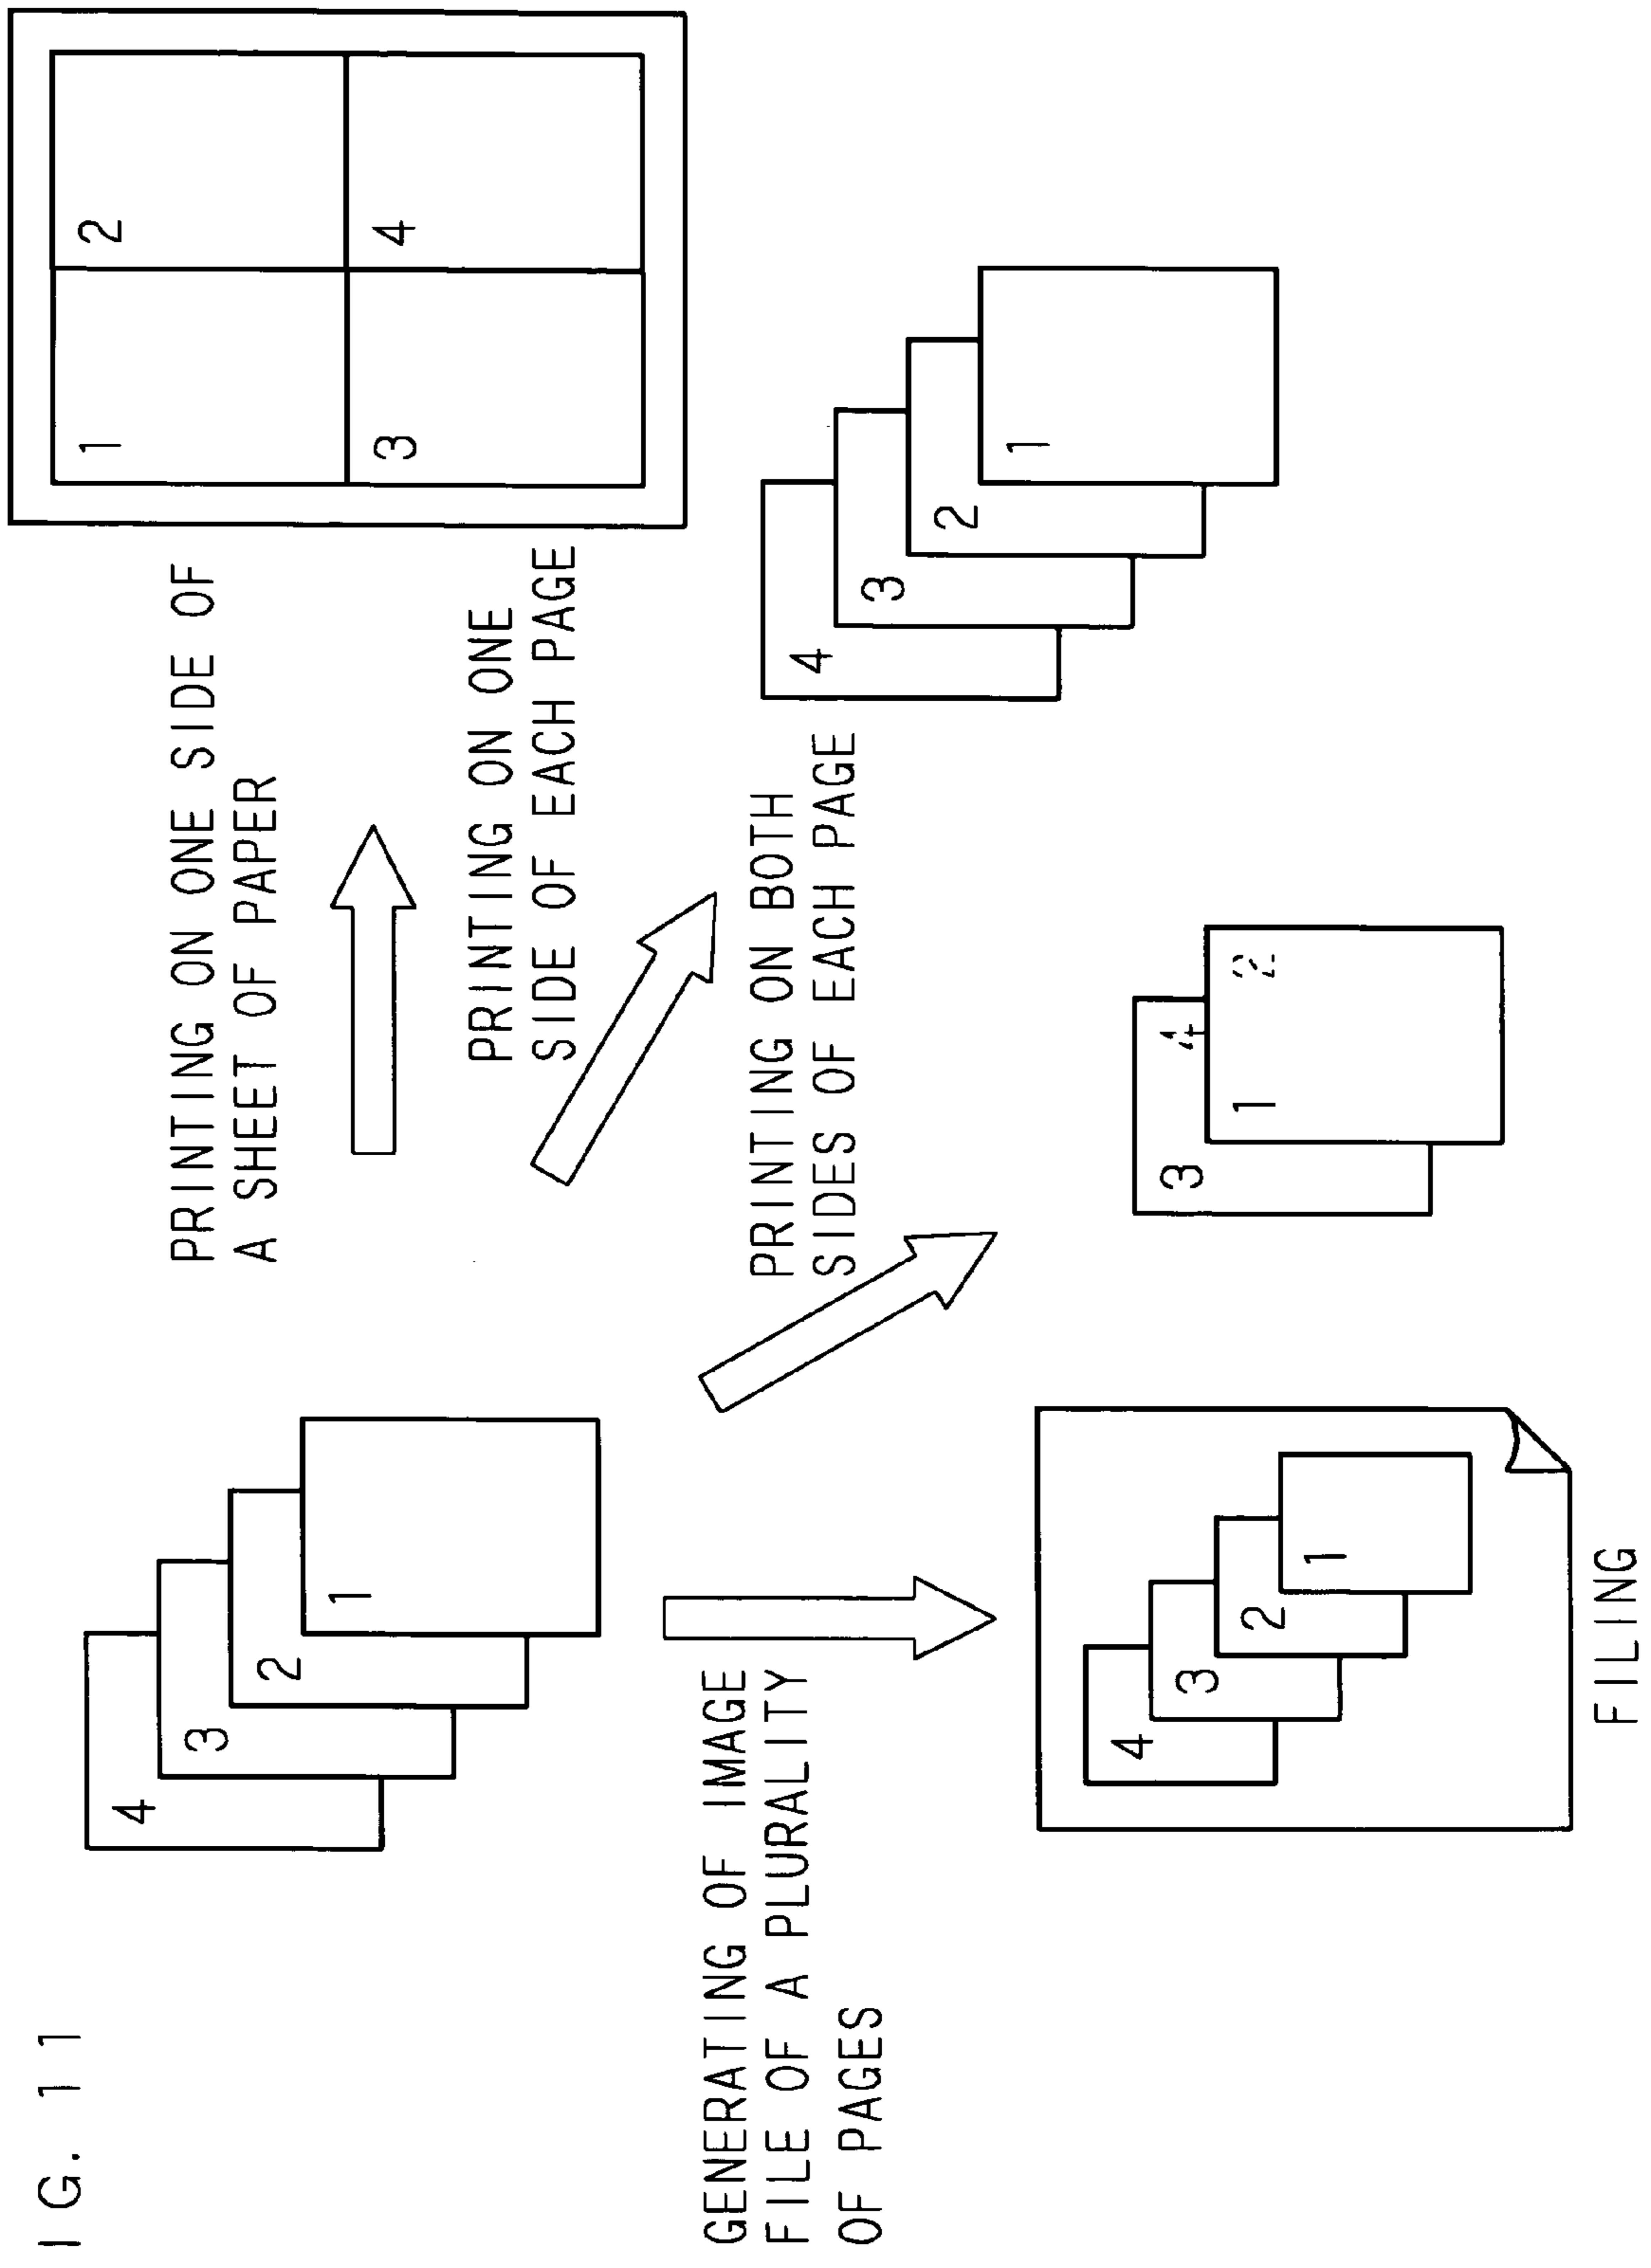 IG. 11
4
3
2
1
PRINTING ON ONE SIDE OF
A SHEET OF PAPER
1
2
3
4
PRINTING ON ONE
SIDE OF EACH PAGE
4
3
2
1
PRINTING ON BOTH
SIDES OF EACH PAGE
3
4
1
2
GENERATING OF IMAGE
FILE OF A PLURALITY
OF PAGES
4
3
2
1
FILING